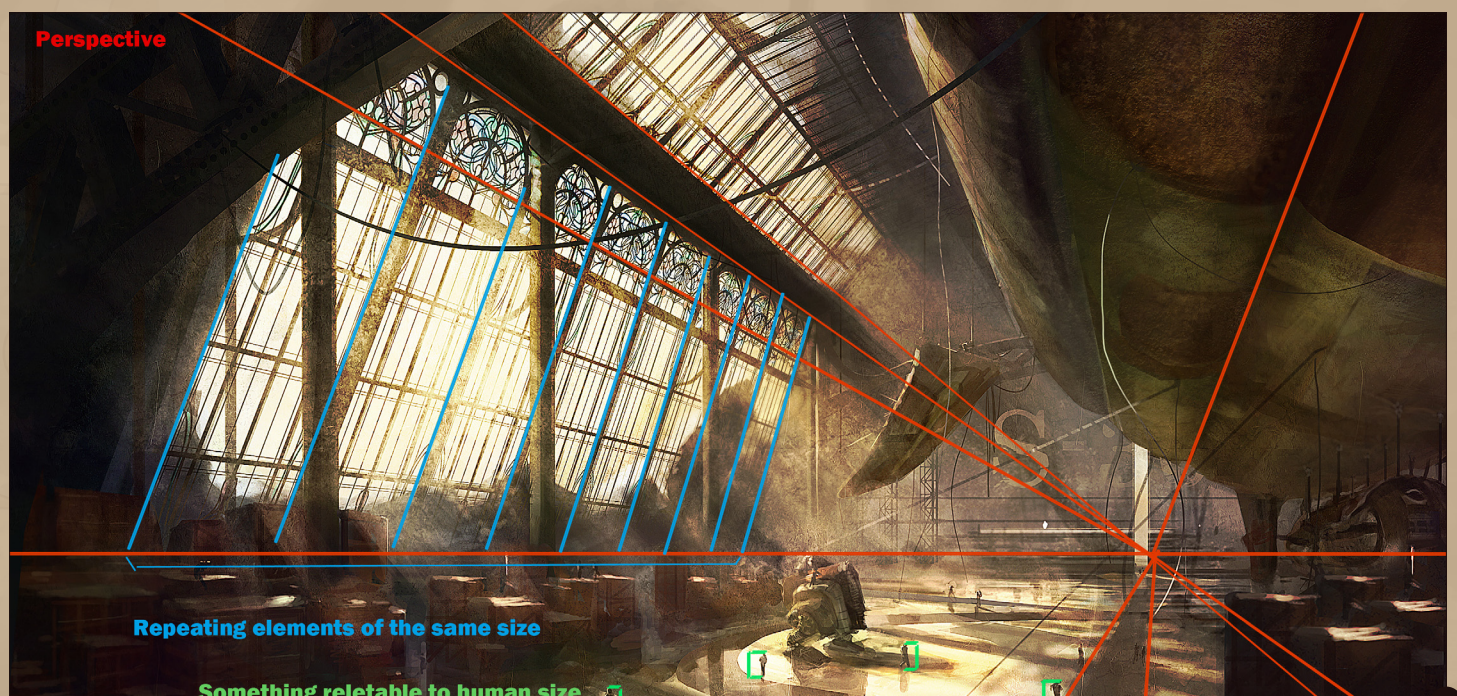 Perspective
S
Repeating elements of the same size
Something reletable to human size